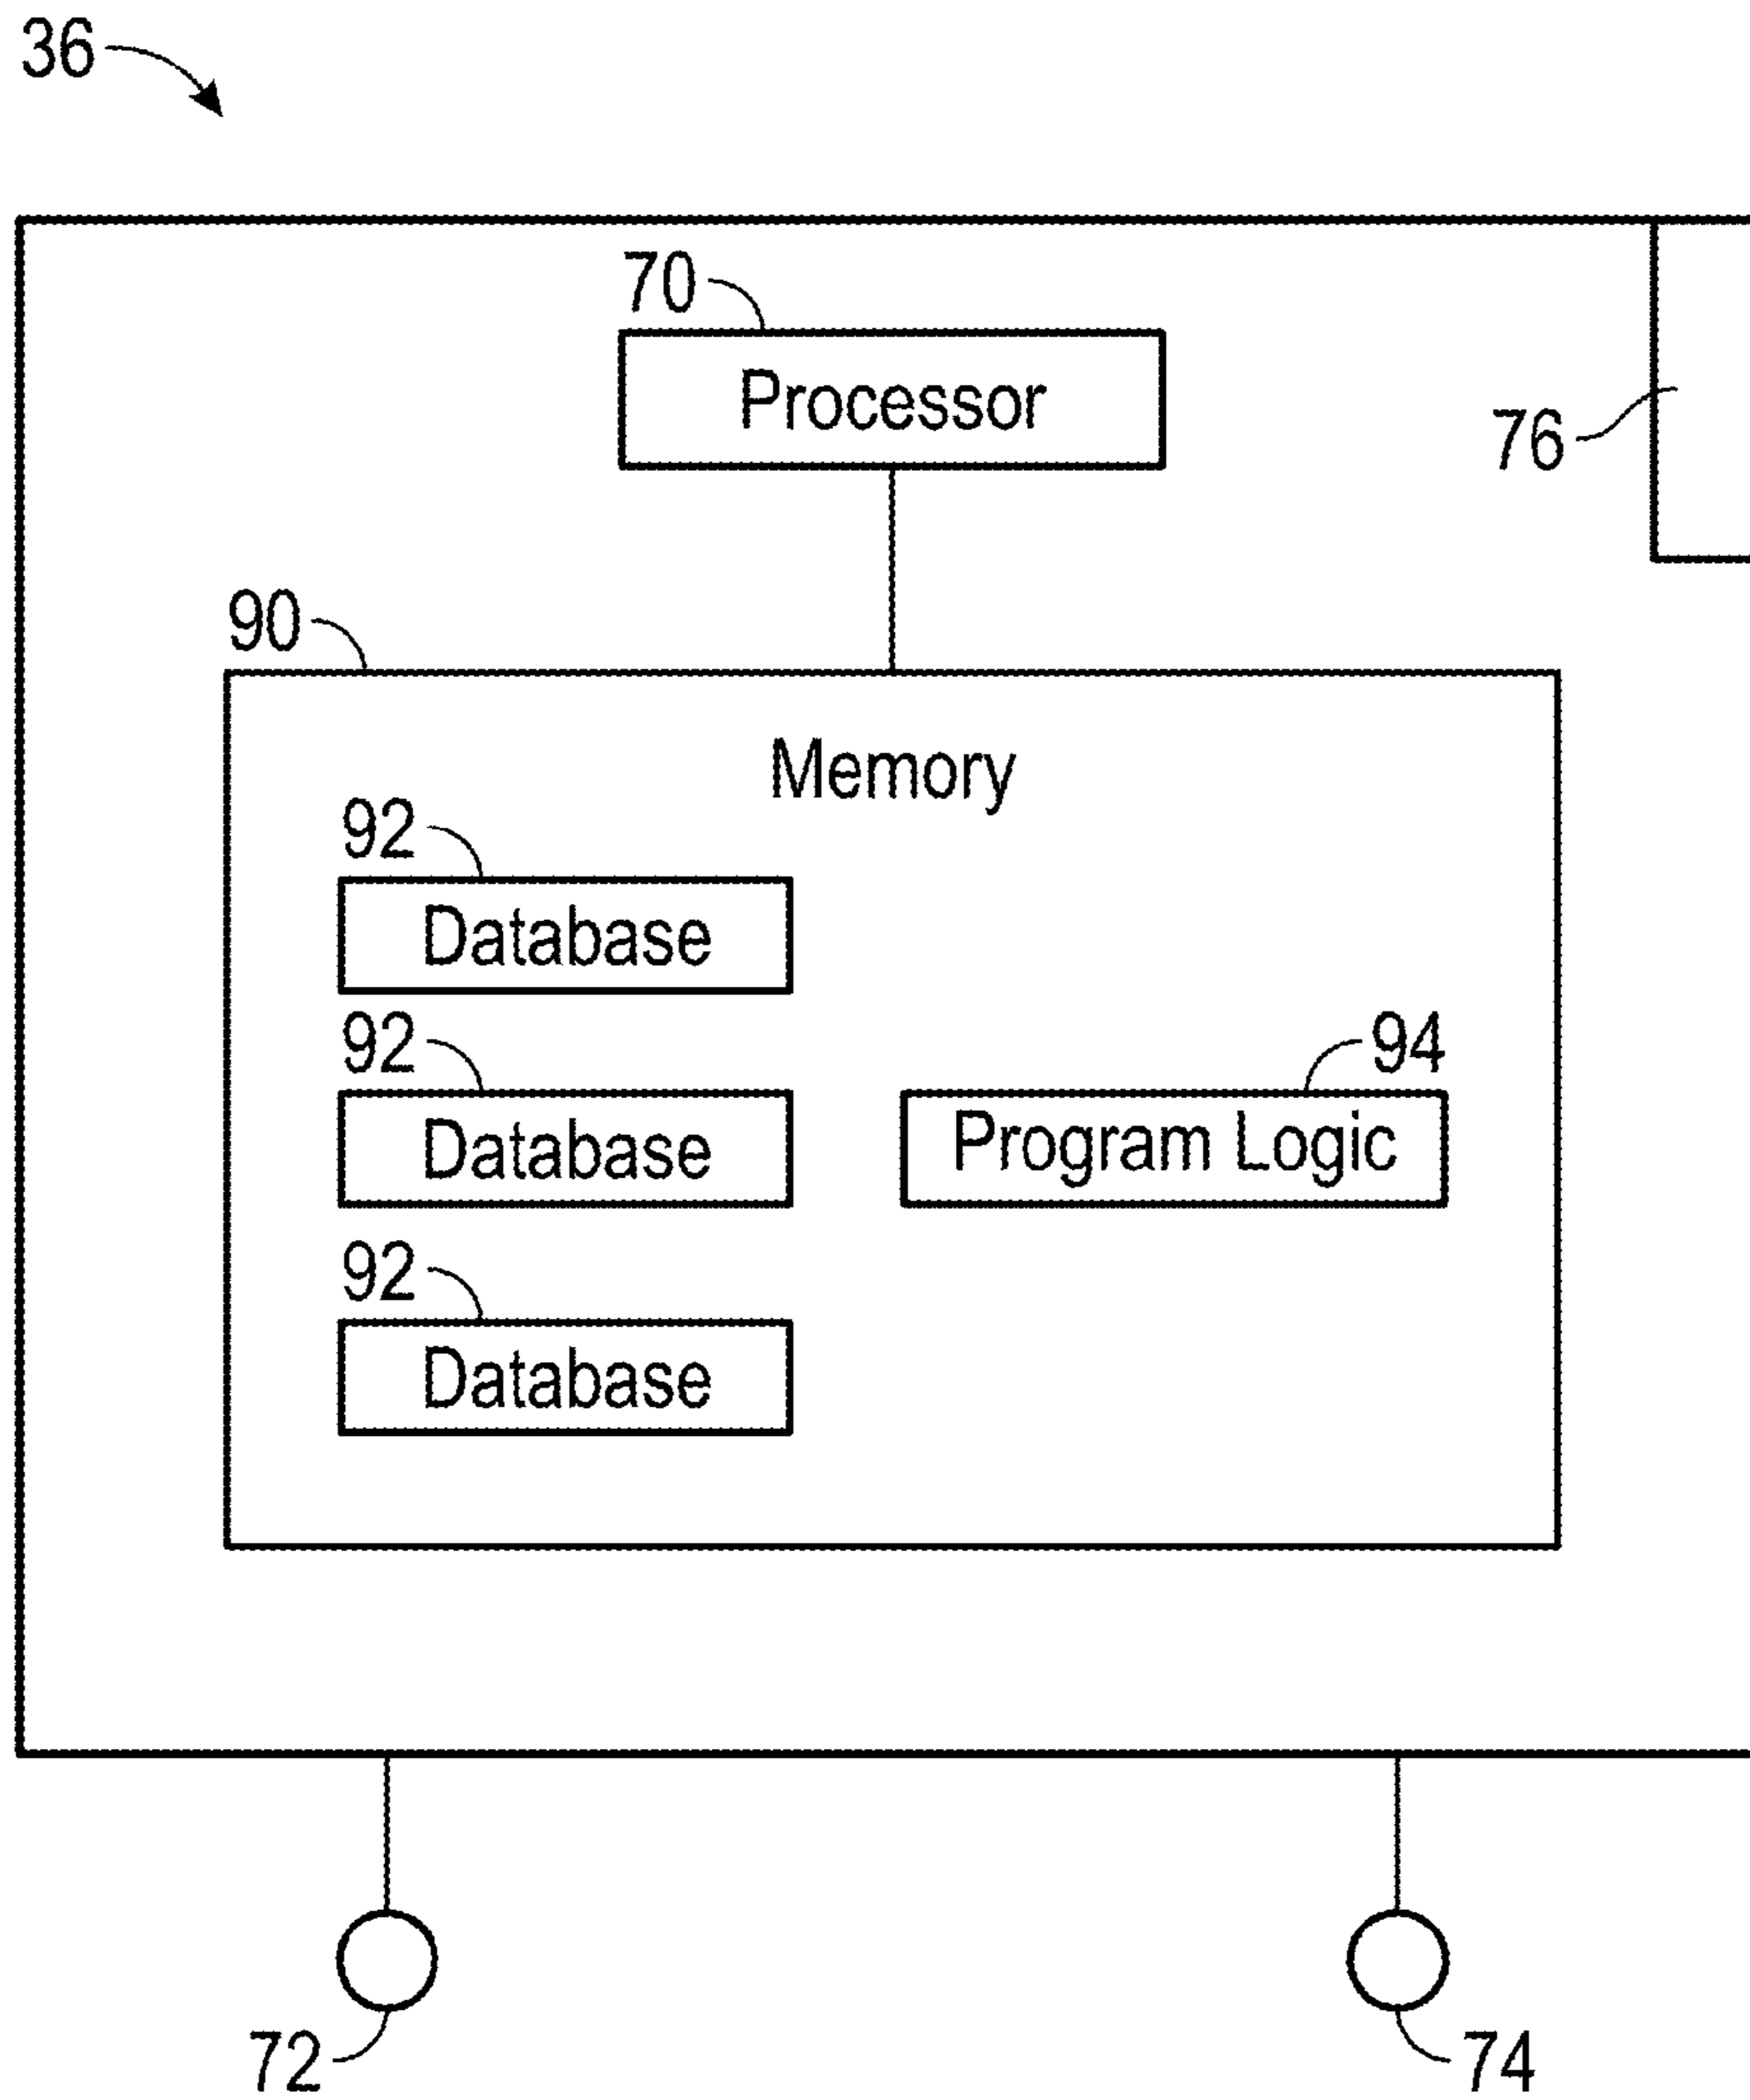 36
70
Processor
76
90
Memory
92
Database
92
94
Database
Program Logic
92
Database
72
74